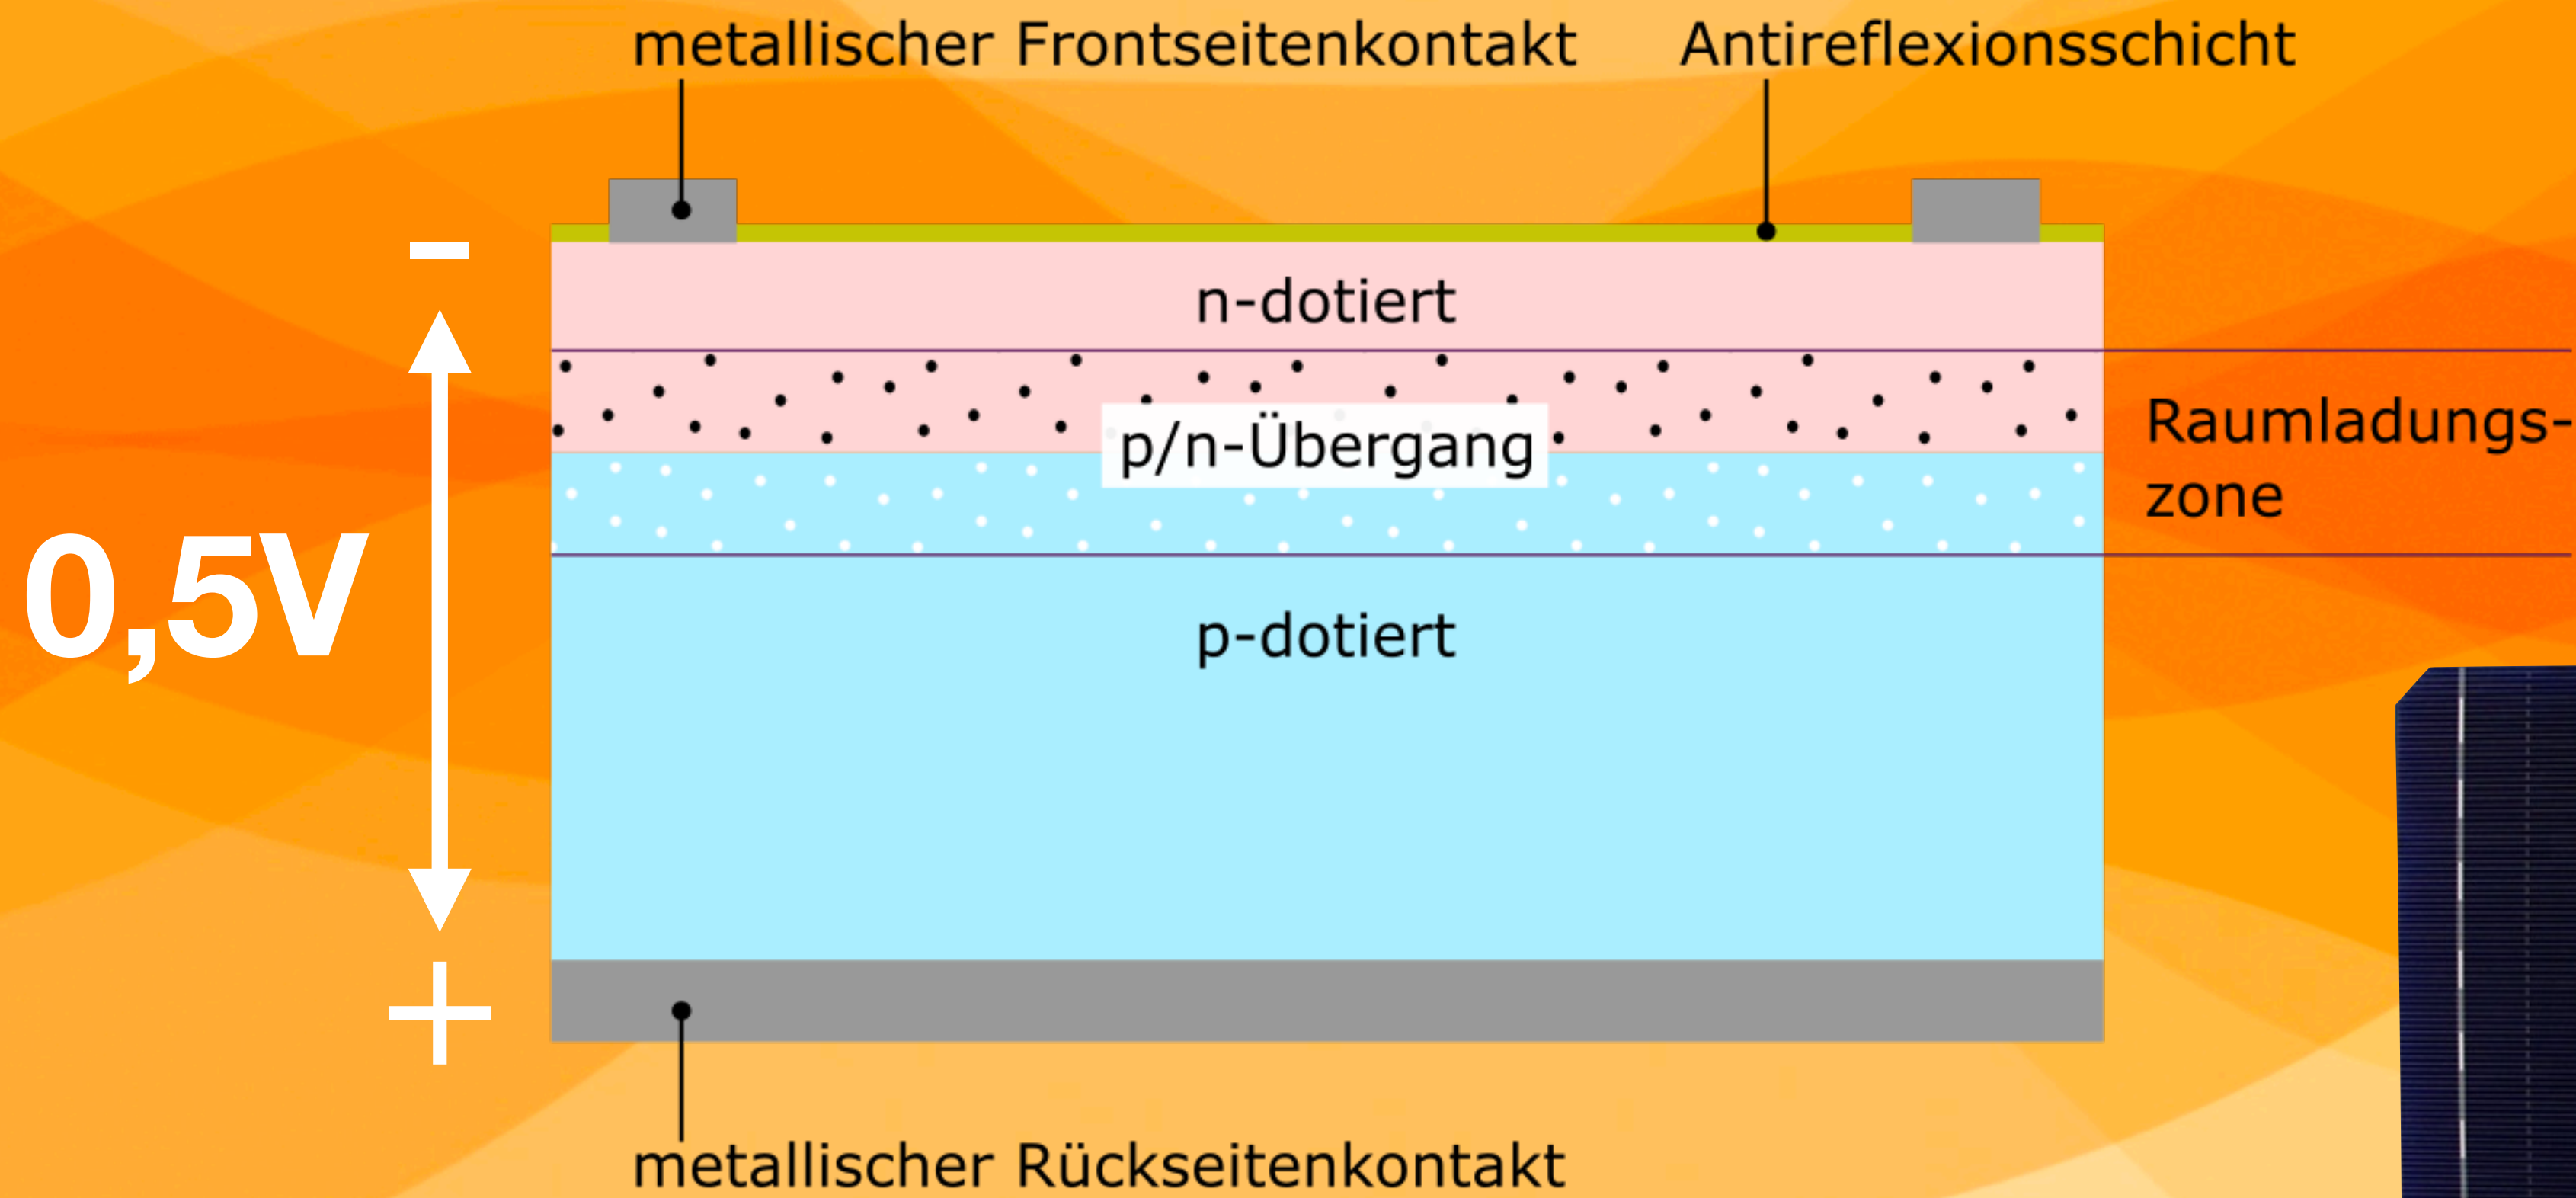 metallischer Frontseitenkontakt
Antireflexionsschicht
-
n-dotiert
p/n-Übergang
Raumladungs-
zone
0,5V
p-dotiert
+
metallischer Rückseitenkontakt